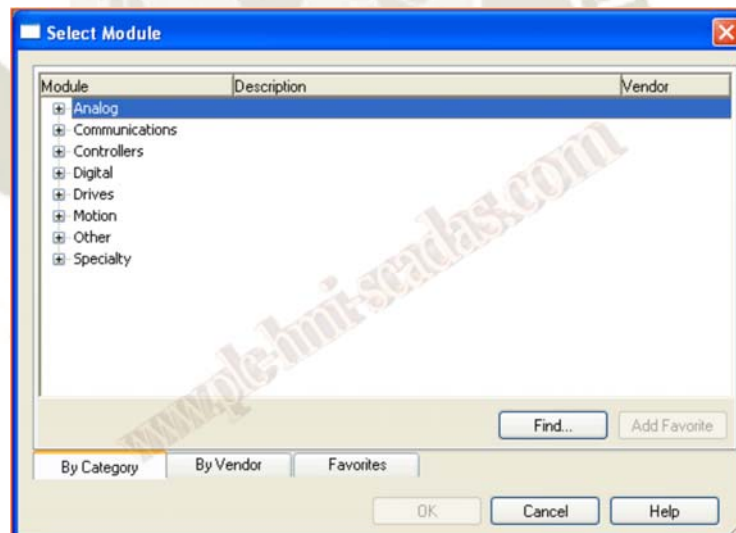 Select Module
Module Description Vendor
Analog
Communications
Controllers
Digital
Drives
Motion
Other
Specialty
www.plc-hmi-scadas.com
Find... Add Favorite
By Category By Vendor Favorites
OK Cancel Help